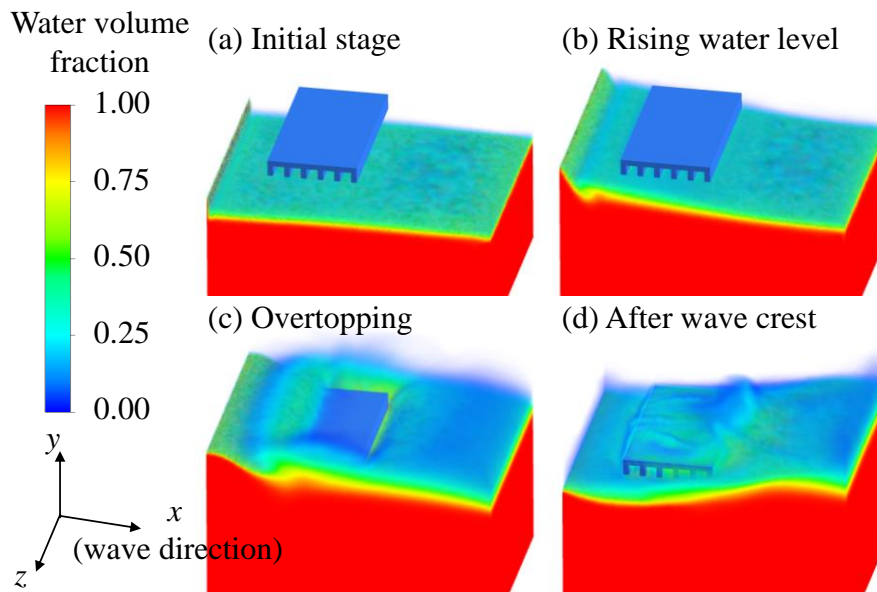 Water volume
fraction
1.00
0.75
0.50
0.25
0.00
y
x
(wave direction)
z
(a) Initial stage
(b) Rising water level
(c) Overtopping
(d) After wave crest